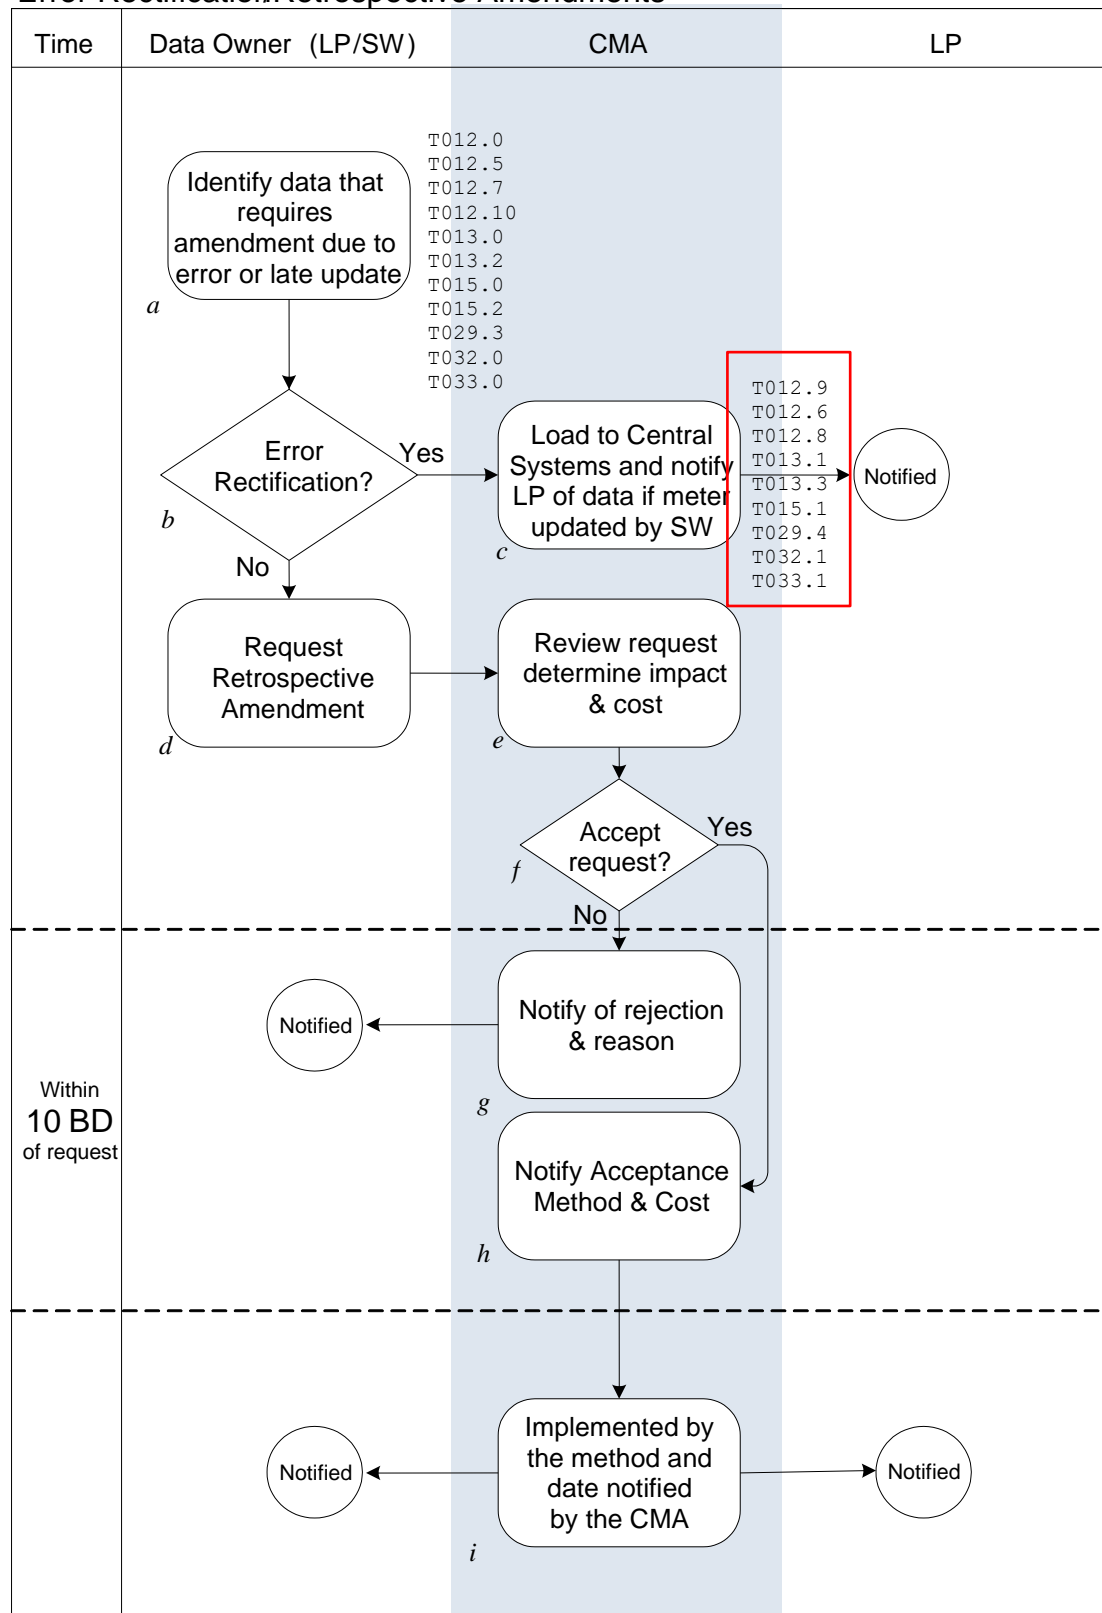 Error Rectification/Retrospective Amendments
Time
Data Owner (LP/SW)
CMA
LP
T012.0
T012.5
T012.7
T012.10
T013.0
T013.2
T015.0
T015.2
T029.3
T032.0
T033.0
Identify data that
requires
amendment due to
error or late update
a
Error
Rectification?
Yes
b
No
Load to Central
Systems and notify
LP of data if meter
updated by SW
c
T012.9
T012.6
T012.8
T013.1
T013.3
T015.1
T029.4
T032.1
T033.1
Notified
Request
Retrospective
Amendment
d
Review request
determine impact
& cost
e
Accept
request?
Yes
f
No
Within
10 BD
of request
Notify of rejection
& reason
g
Notified
Notify Acceptance
Method & Cost
h
Implemented by
the method and
date notified
by the CMA
i
Notified
Notified